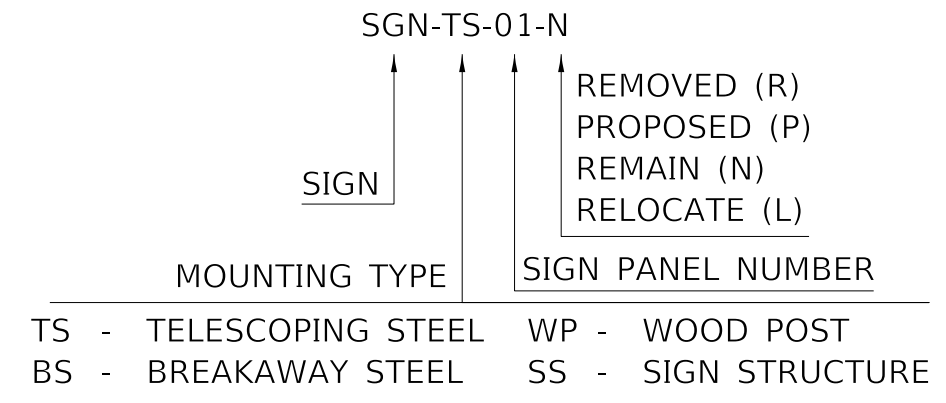 SGN-TS-01-N
REMOVED (R)
PROPOSED (P)
REMAIN (N)
RELOCATE (L)
SIGN
SIGN PANEL NUMBER
MOUNTING TYPE
TS - TELESCOPING STEEL WP - WOOD POST
BS - BREAKAWAY STEEL SS - SIGN STRUCTURE